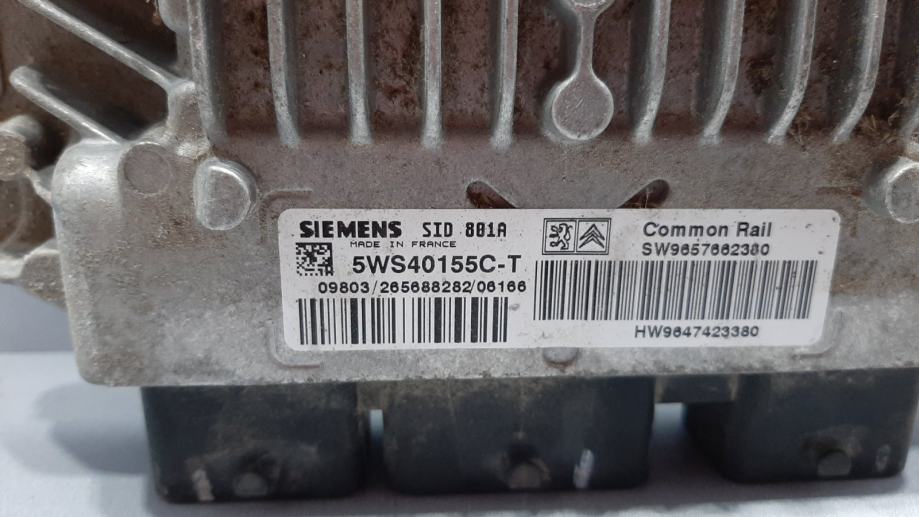 SIEMENS SID 801A
MADE IN FRANCE
5WS40155C-T
09803/265688282/06166
Common Rail
SW9657662380
HW9647423380